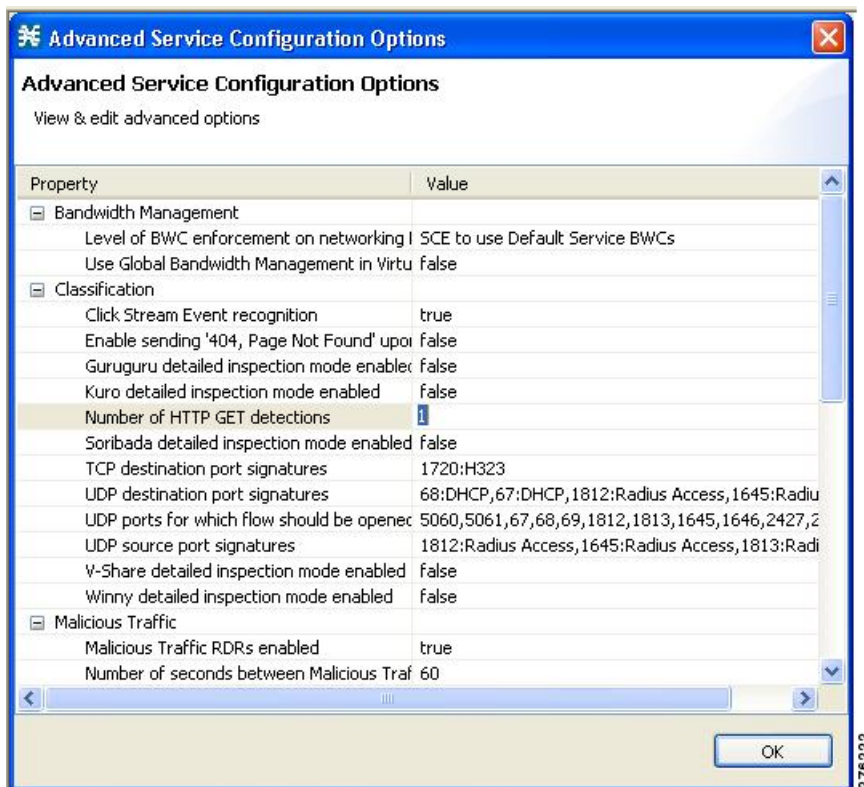 Advanced Service Configuration Options
Advanced Service Configuration Options
View & edit advanced options
Property Value
Bandwidth Management
Level of BWC enforcement on networking l SCE to use Default Service BWCs
Use Global Bandwidth Management in Virtu false
Classification
Click Stream Event recognition true
Enable sending '404, Page Not Found' upon false
Guruguru detailed inspection mode enabled false
Kuro detailed inspection mode enabled false
Number of HTTP GET detections 1
Soribada detailed inspection mode enabled false
TCP destination port signatures 1720:H323
UDP destination port signatures 68:DHCP,67:DHCP,1812:Radius Access,1645:Radiu
UDP ports for which flow should be opened 5060,5061,67,68,69,1812,1813,1645,1646,2427,2
UDP source port signatures 1812:Radius Access,1645:Radius Access,1813:Radi
V-Share detailed inspection mode enabled false
Winny detailed inspection mode enabled false
Malicious Traffic
Malicious Traffic RDRs enabled true
Number of seconds between Malicious Traf 60
OK